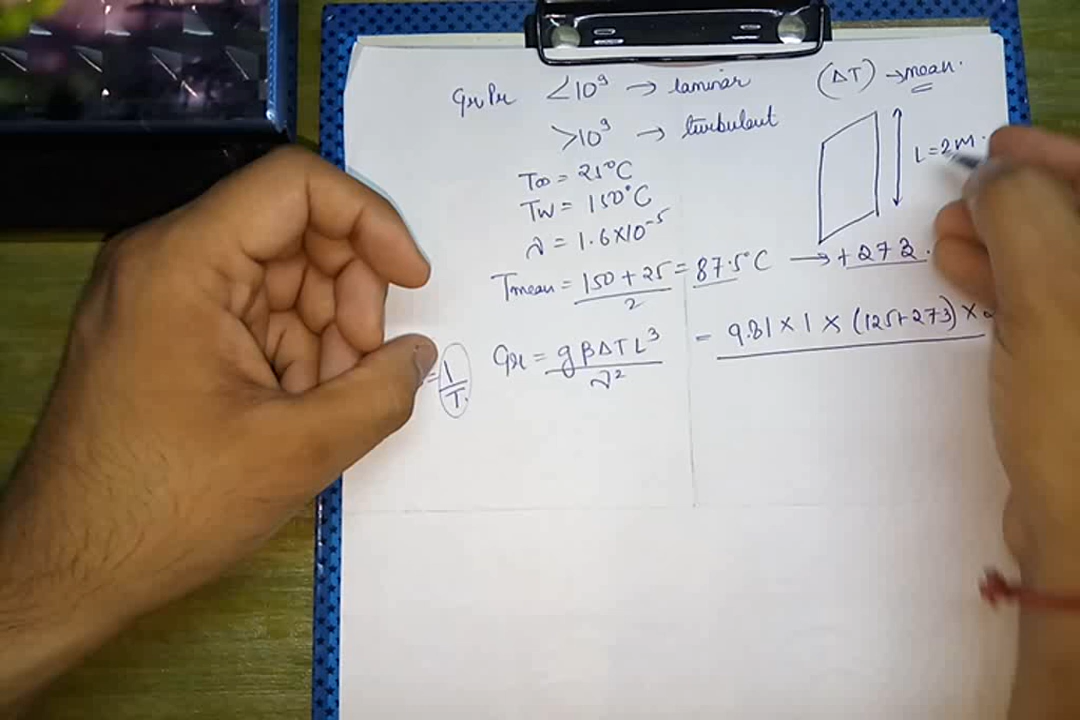 GrPr <10⁹ → laminar
>10⁹ → turbulent
(ΔT) → mean.
L = 2m.
T∞ = 25°C
Tw = 150°C
ν = 1.6×10⁻⁵
Tmean = 150 + 25 / 2 = 87.5°C → + 273.
= 1/T.
Gr = gβΔTL³ / ν²
= 9.81 × 1 × (125+273) ×